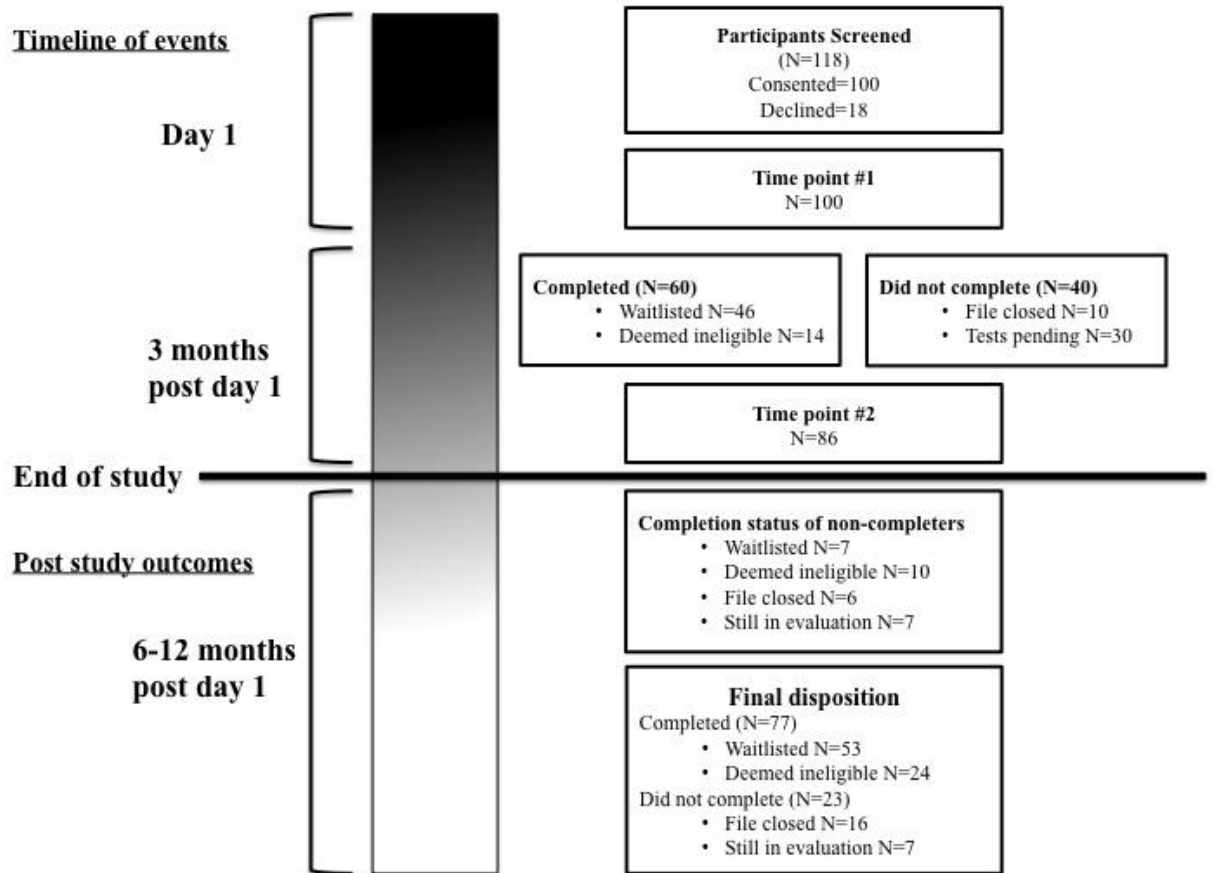 Timeline of events
Participants Screened
(N=118)
Consented=100
Declined=18
Day 1
Time point #1
N=100
Completed (N=60)
• Waitlisted N=46
• Deemed ineligible N=14
Did not complete (N=40)
• File closed N=10
• Tests pending N=30
3 months
post day 1
Time point #2
N=86
End of study
Completion status of non-completers
• Waitlisted N=7
• Deemed ineligible N=10
• File closed N=6
• Still in evaluation N=7
Post study outcomes
6-12 months
post day 1
Final disposition
Completed (N=77)
• Waitlisted N=53
• Deemed ineligible N=24
Did not complete (N=23)
• File closed N=16
• Still in evaluation N=7